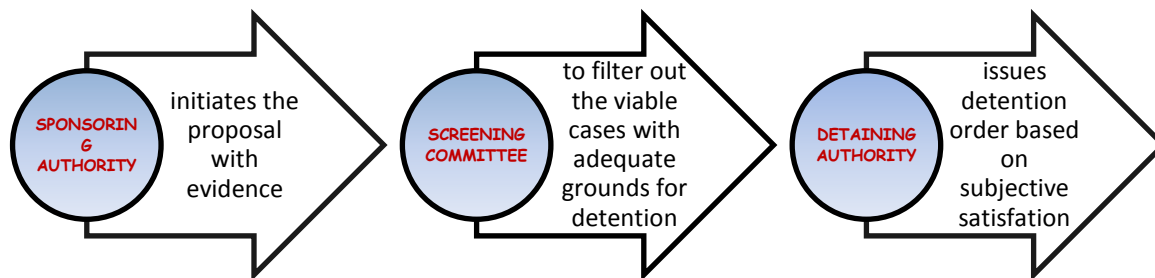 SPONSORIN
G
AUTHORITY
initiates the
proposal
with
evidence
SCREENING
COMMITTEE
to filter out
the viable
cases with
adequate
grounds for
detention
DETAINING
AUTHORITY
issues
detention
order based
on
subjective
satisfation